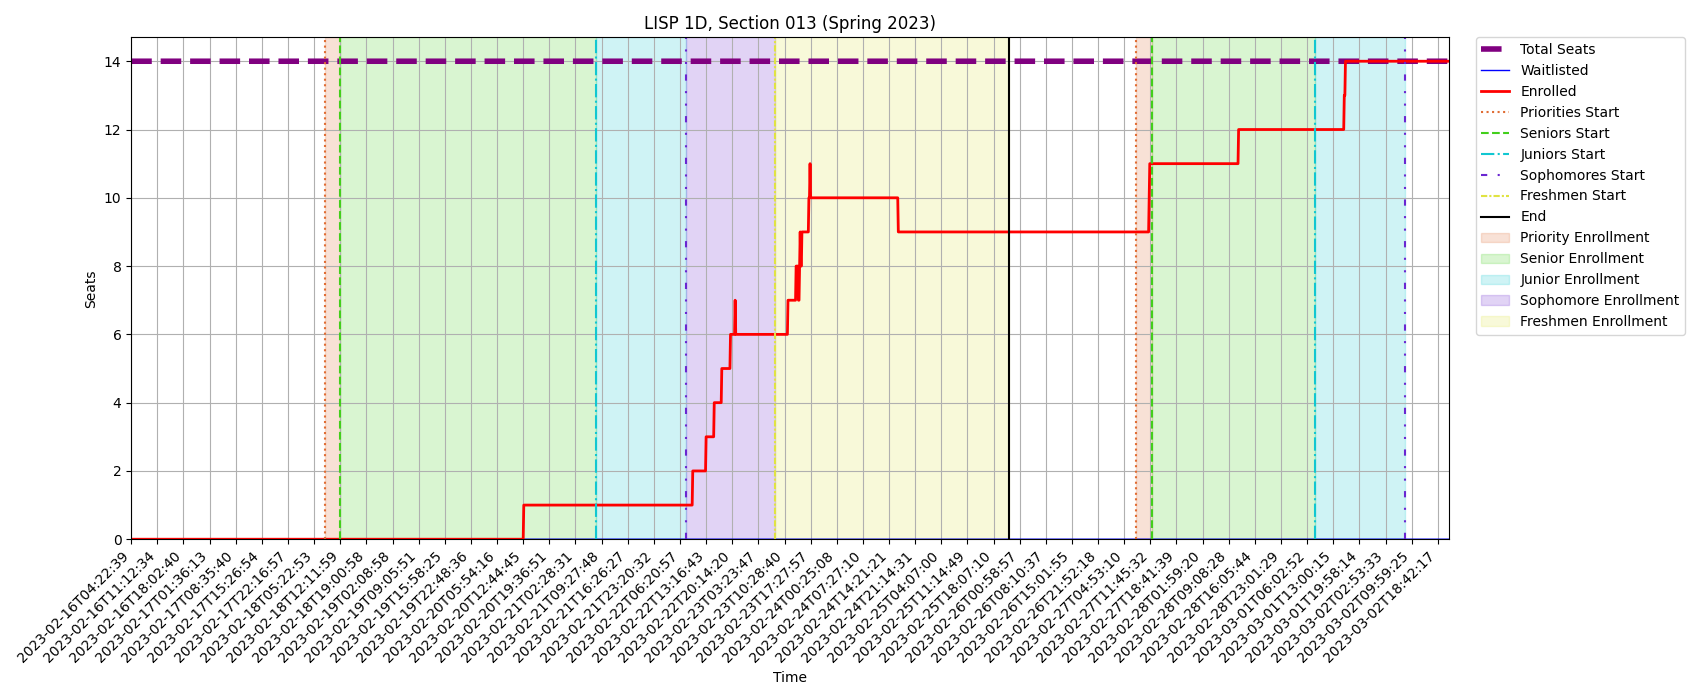 LISP 1D, Section 013 (Spring 2023)
Seats
14
12
10
8
6
4
2
0
2023-02-16T04:22:39
2023-02-16T11:12:34
2023-02-16T18:02:40
2023-02-17T01:36:13
2023-02-17T08:35:40
2023-02-17T15:26:54
2023-02-17T22:16:57
2023-02-18T05:22:53
2023-02-18T12:11:59
2023-02-18T19:00:58
2023-02-19T02:08:58
2023-02-19T09:05:51
2023-02-19T15:58:25
2023-02-19T22:48:36
2023-02-20T05:54:16
2023-02-20T12:44:45
2023-02-20T19:36:51
2023-02-21T02:28:31
2023-02-21T09:27:48
2023-02-21T16:26:27
2023-02-21T23:20:32
2023-02-22T06:20:57
2023-02-22T13:16:43
2023-02-22T20:14:20
2023-02-23T03:23:47
2023-02-23T10:28:40
2023-02-23T17:27:57
2023-02-24T00:25:08
2023-02-24T07:27:10
2023-02-24T14:21:21
2023-02-24T21:14:31
2023-02-25T04:07:00
2023-02-25T11:14:49
2023-02-25T18:07:10
2023-02-26T00:58:57
2023-02-26T08:10:37
2023-02-26T15:01:55
2023-02-26T21:52:18
2023-02-27T04:53:10
2023-02-27T11:45:32
2023-02-27T18:41:39
2023-02-28T01:59:20
2023-02-28T09:08:28
2023-02-28T16:05:44
2023-02-28T23:01:29
2023-03-01T06:02:52
2023-03-01T13:00:15
2023-03-01T19:58:14
2023-03-02T02:53:33
2023-03-02T09:59:25
2023-03-02T18:42:17
Time
Total Seats
Waitlisted
Enrolled
Priorities Start
Seniors Start
Juniors Start
Sophomores Start
Freshmen Start
End
Priority Enrollment
Senior Enrollment
Junior Enrollment
Sophomore Enrollment
Freshmen Enrollment